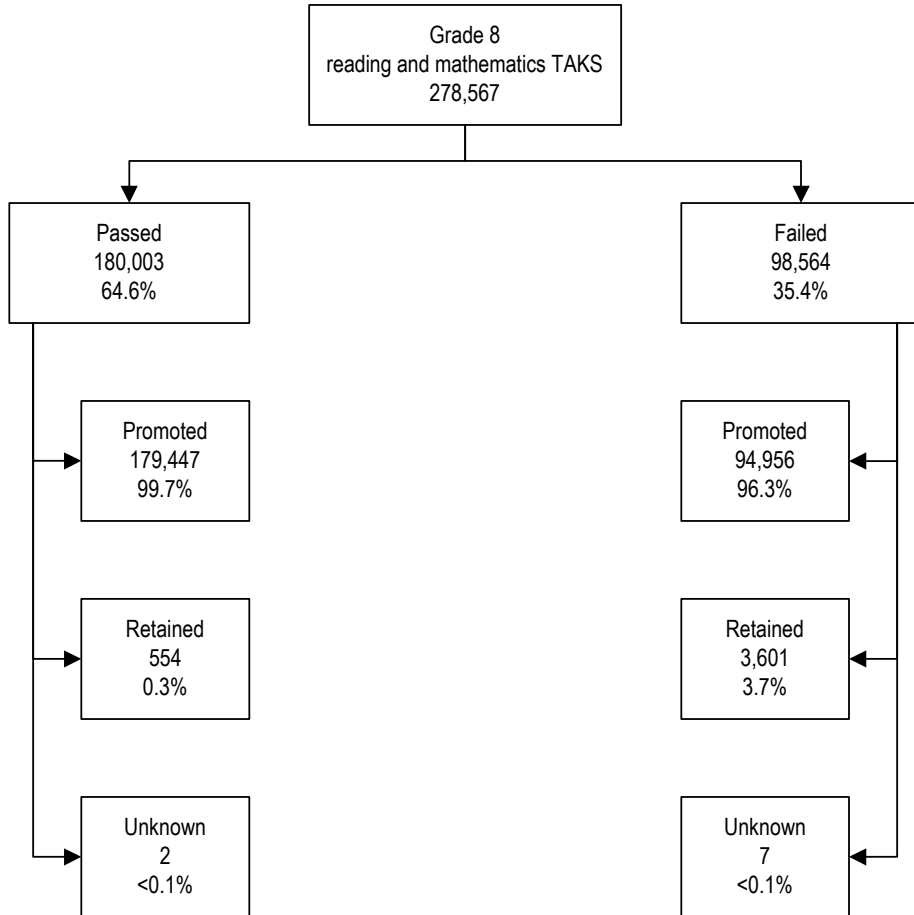 Grade 8
reading and mathematics TAKS
278,567
Passed
180,003
64.6%
Failed
98,564
35.4%
Promoted
179,447
99.7%
Promoted
94,956
96.3%
Retained
554
0.3%
Retained
3,601
3.7%
Unknown
2
<0.1%
Unknown
7
<0.1%